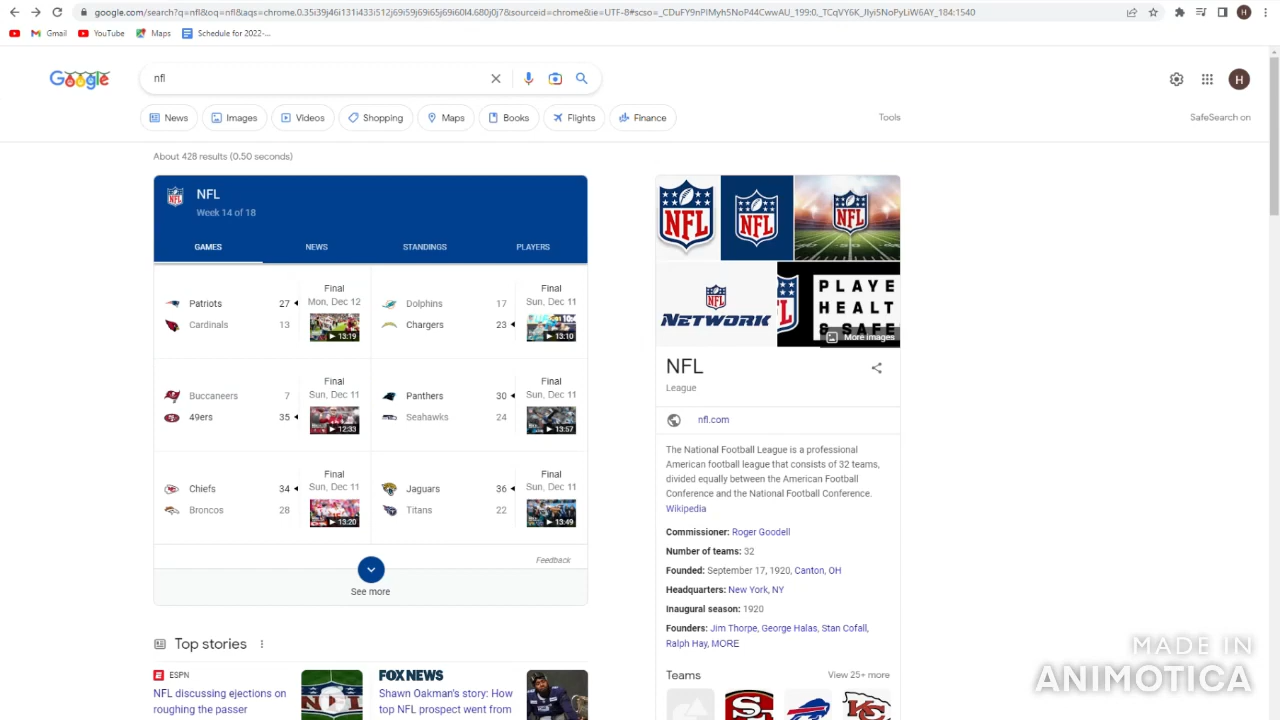 google.com/search?q=nfl&oq=nfl&aqs=chrome.0.35i39j46i131i433i512j69i59j69i65j69i60l4.680j0j7&sourceid=chrome&ie=UTF-8#scso=_CDuFY9nPIMyh5NoP44CwwAU_199:0,_TCqVY6K_JIyi5NoPyLiW6AY_184:1540
H
Gmail
YouTube
Maps
Schedule for 2022-...
Google
nfl
H
News
Images
Videos
Shopping
Maps
Books
Flights
Finance
Tools
SafeSearch on
About 428 results (0.50 seconds)
NFL
Week 14 of 18
GAMES
NEWS
STANDINGS
PLAYERS
Patriots 27
Cardinals 13
Final
Mon, Dec 12
13:19
Dolphins 17
Chargers 23
Final
Sun, Dec 11
13:10
Buccaneers 7
49ers 35
Final
Sun, Dec 11
12:33
Panthers 30
Seahawks 24
Final
Sun, Dec 11
13:57
Chiefs 34
Broncos 28
Final
Sun, Dec 11
13:20
Jaguars 36
Titans 22
Final
Sun, Dec 11
13:49
Feedback
See more
Top stories
ESPN
NFL discussing ejections on
roughing the passer
FOX NEWS
Shawn Oakman's story: How
top NFL prospect went from
NFL
NFL
NFL
NFL
NETWORK
PLAYE
HEALT
& SAFE
More images
NFL
League
nfl.com
The National Football League is a professional
American football league that consists of 32 teams,
divided equally between the American Football
Conference and the National Football Conference.
Wikipedia
Commissioner: Roger Goodell
Number of teams: 32
Founded: September 17, 1920, Canton, OH
Headquarters: New York, NY
Inaugural season: 1920
Founders: Jim Thorpe, George Halas, Stan Cofall,
Ralph Hay, MORE
Teams
View 25+ more
SF
KC
MADE IN
ANIMOTICA